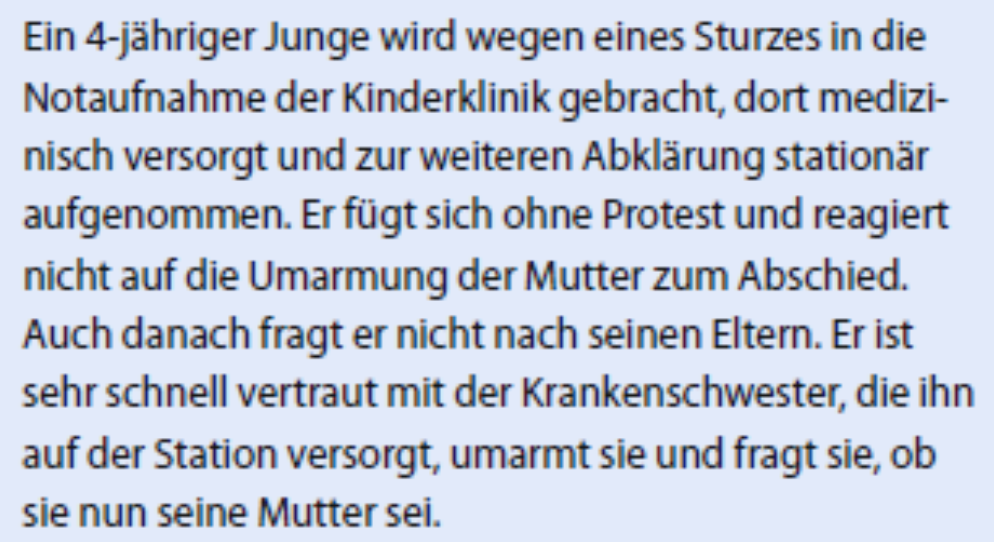 Ein 4-jähriger Junge wird wegen eines Sturzes in die
Notaufnahme der Kinderklinik gebracht, dort medizi-
nisch versorgt und zur weiteren Abklärung stationär
aufgenommen. Er fügt sich ohne Protest und reagiert
nicht auf die Umarmung der Mutter zum Abschied.
Auch danach fragt er nicht nach seinen Eltern. Er ist
sehr schnell vertraut mit der Krankenschwester, die ihn
auf der Station versorgt, umarmt sie und fragt sie, ob
sie nun seine Mutter sei.